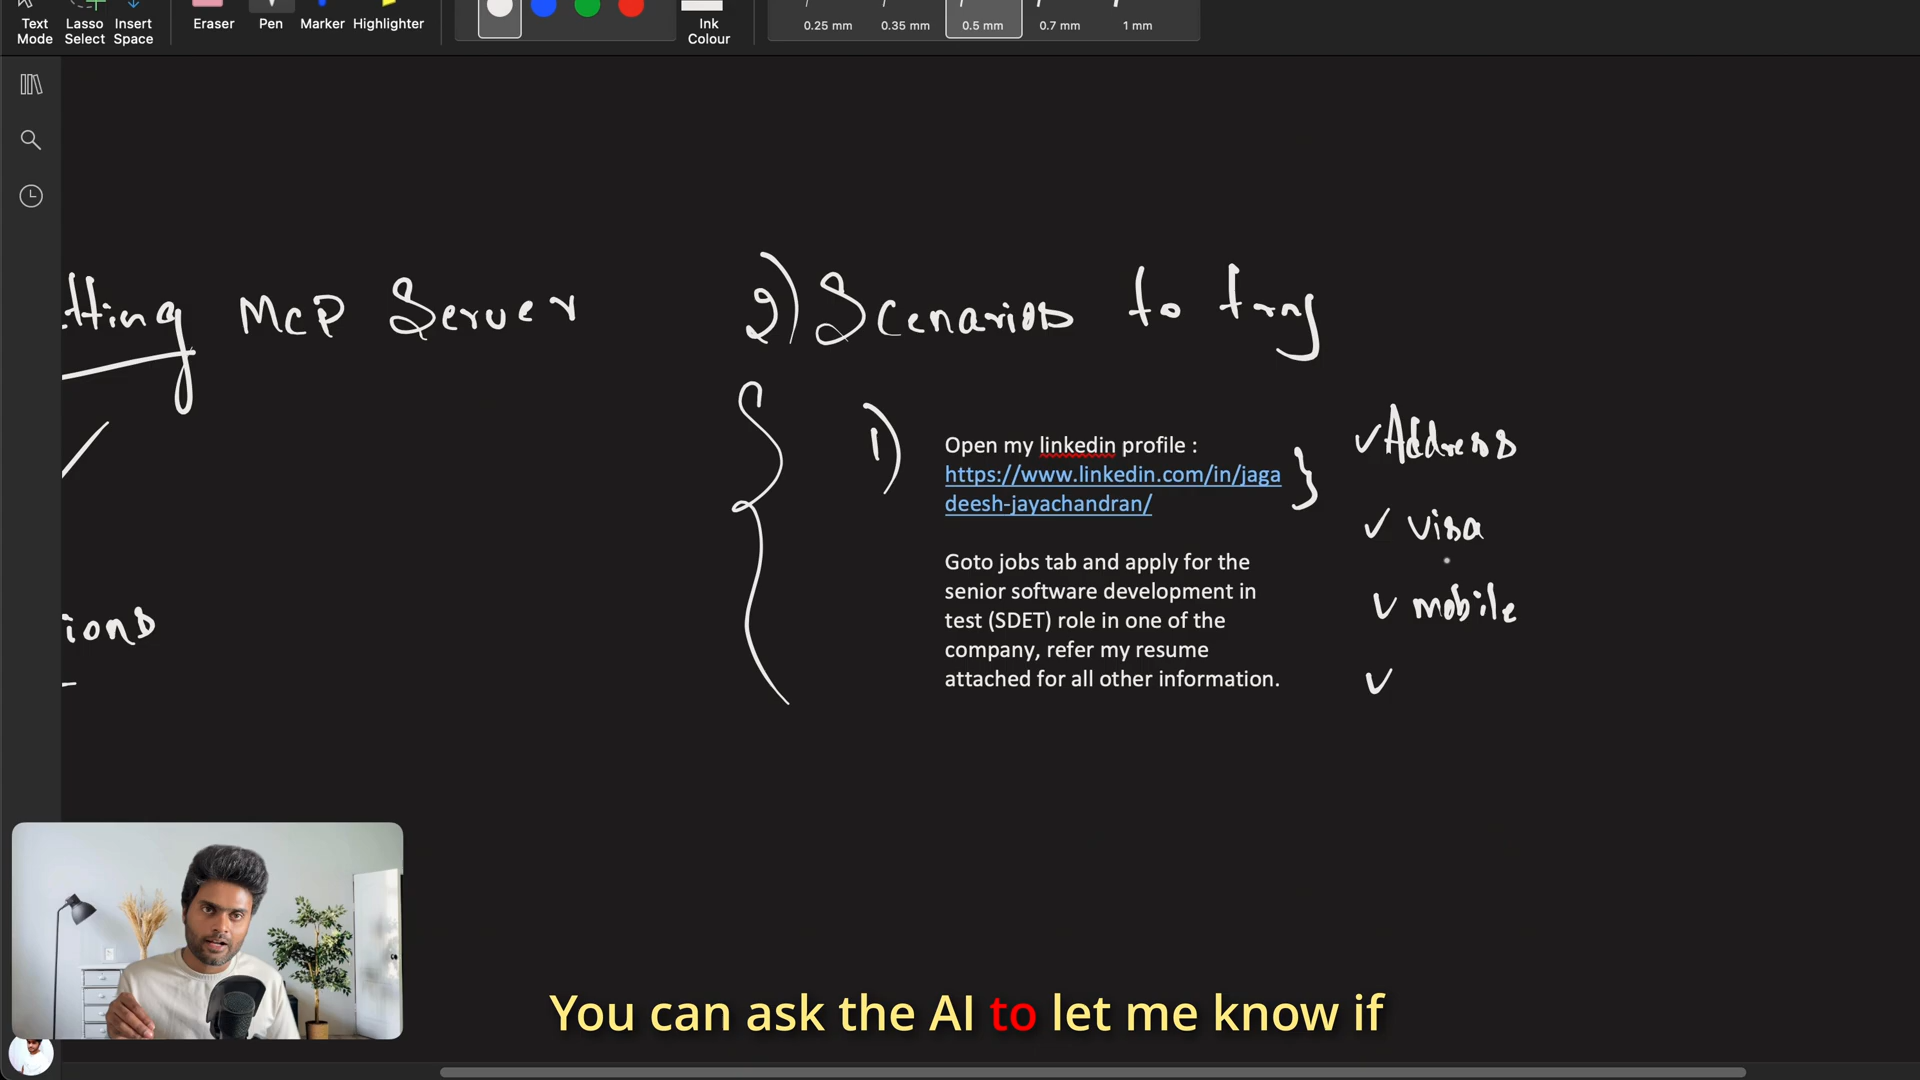 Text
Mode
Lasso
Select
Insert
Space
Eraser
Pen
Marker
Highlighter
Ink
Colour
0.25 mm
0.35 mm
0.5 mm
0.7 mm
1 mm
tting MCP Server
ions
2) Scenarios to try
1)
Open my linkedin profile :
https://www.linkedin.com/in/jaga
deesh-jayachandran/
Goto jobs tab and apply for the
senior software development in
test (SDET) role in one of the
company, refer my resume
attached for all other information.
✓ Address
✓ visa
✓ mobile
✓
You can ask the AI to let me know if